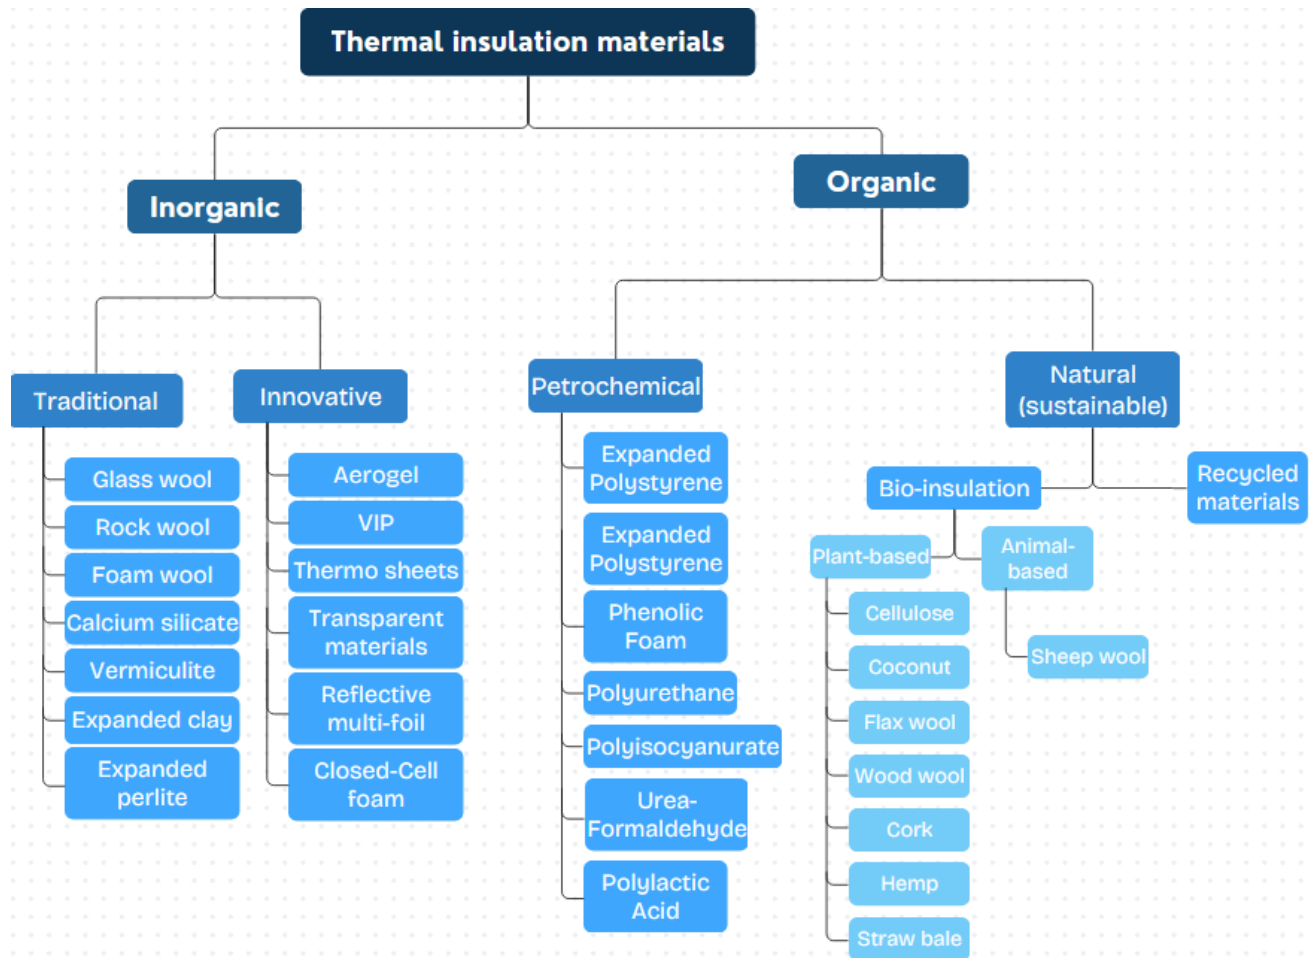 Thermal insulation materials
Inorganic
Organic
Traditional
Innovative
Petrochemical
Natural
(sustainable)
Glass wool
Rock wool
Foam wool
Calcium silicate
Vermiculite
Expanded clay
Expanded
perlite
Aerogel
VIP
Thermo sheets
Transparent
materials
Reflective
multi-foil
Closed-Cell
foam
Expanded
Polystyrene
Expanded
Polystyrene
Phenolic
Foam
Polyurethane
Polyisocyanurate
Urea-
Formaldehyde
Polylactic
Acid
Bio-insulation
Recycled
materials
Plant-based
Animal-
based
Cellulose
Coconut
Flax wool
Wood wool
Cork
Hemp
Straw bale
Sheep wool